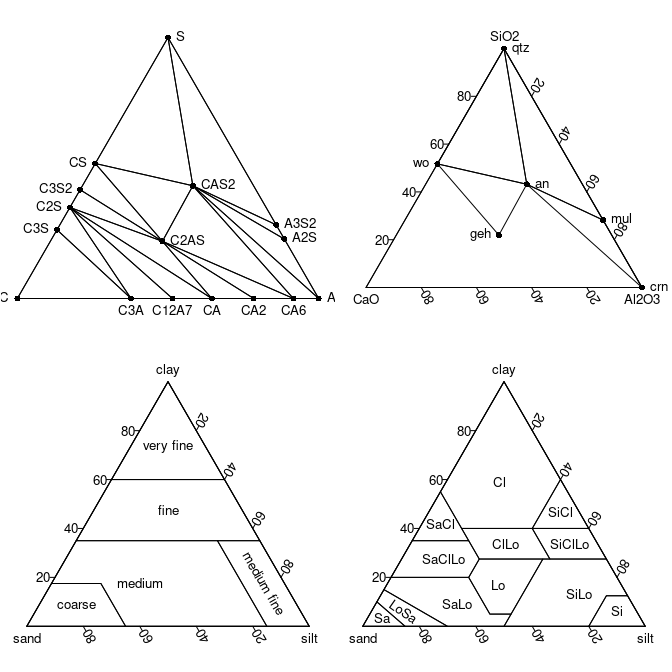 S
CS
CAS2
C3S2
C2S
C3S
A3S2
C2AS
A2S
C
A
C3A
C12A7
CA
CA2
CA6
SiO2
qtz
80
20
60
40
wo
an
40
60
mul
geh
20
80
crn
CaO
80
60
40
20
Al2O3
clay
80
20
very fine
60
40
fine
40
60
medium fine
80
20
medium
coarse
sand
80
60
40
20
silt
clay
80
20
60
40
Cl
SiCl
SaCl
40
60
ClLo
SiClLo
SaClLo
80
20
Lo
SiLo
LoSa
SaLo
Si
Sa
sand
80
60
40
20
silt